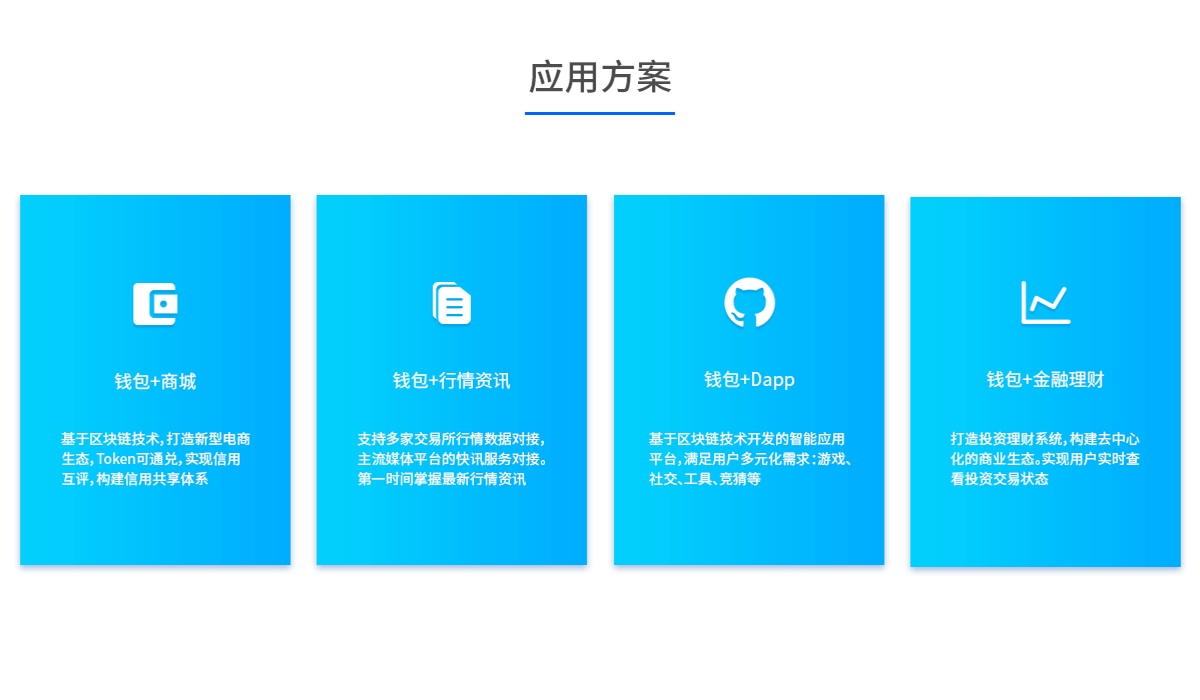 应用方案
钱包+商城
基于区块链技术,打造新型电商
生态,Token可通兑,实现信用
互评,构建信用共享体系
钱包+行情资讯
支持多家交易所行情数据对接,
主流媒体平台的快讯服务对接。
第一时间掌握最新行情资讯
钱包+Dapp
基于区块链技术开发的智能应用
平台,满足用户多元化需求:游戏、
社交、工具、竞猜等
钱包+金融理财
打造投资理财系统,构建去中心
化的商业生态。实现用户实时查
看投资交易状态